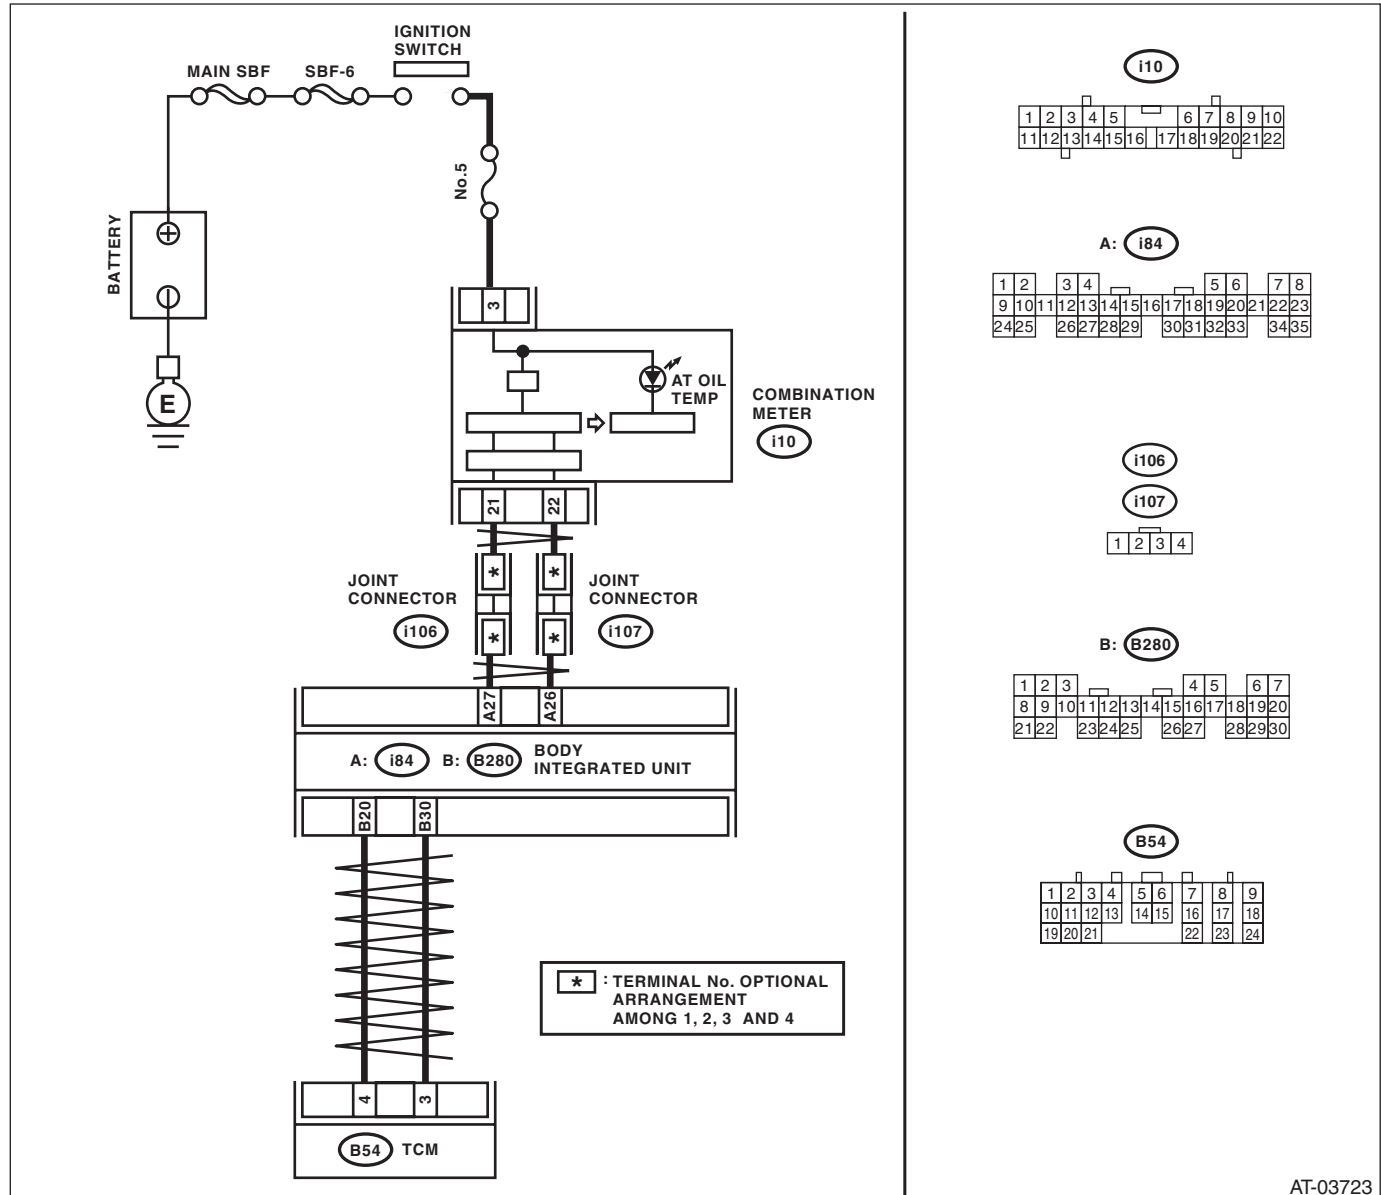 IGNITION
SWITCH
MAIN SBF
SBF-6
No.5
BATTERY
E
3
AT OIL
TEMP
COMBINATION
METER
i10
21
22
*
*
JOINT
CONNECTOR
i106
JOINT
CONNECTOR
i107
*
*
A27
A26
A: i84 B: B280
BODY
INTEGRATED UNIT
B20
B30
* : TERMINAL No. OPTIONAL
ARRANGEMENT
AMONG 1, 2, 3 AND 4
4
3
B54 TCM
i10
1 2 3 4 5 6 7 8 9 10
11 12 13 14 15 16 17 18 19 20 21 22
A: i84
1 2 3 4 5 6 7 8
9 10 11 12 13 14 15 16 17 18 19 20 21 22 23
24 25 26 27 28 29 30 31 32 33 34 35
i106
i107
1 2 3 4
B: B280
1 2 3 4 5 6 7
8 9 10 11 12 13 14 15 16 17 18 19 20
21 22 23 24 25 26 27 28 29 30
B54
1 2 3 4 5 6 7 8 9
10 11 12 13 14 15 16 17 18
19 20 21 22 23 24
AT-03723